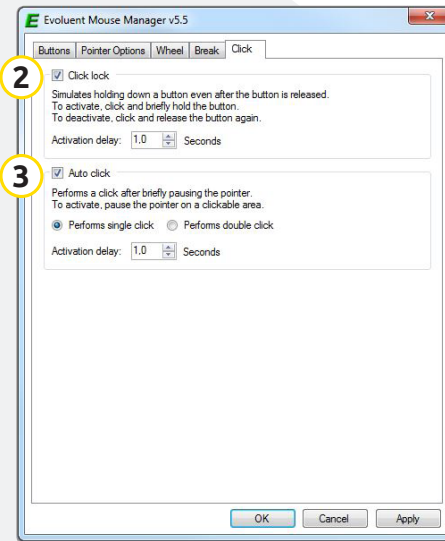 E Evoluent Mouse Manager v5.5
Buttons Pointer Options Wheel Break Click
2
Click lock
Simulates holding down a button even after the button is released.
To activate, click and briefly hold the button.
To deactivate, click and release the button again.
Activation delay: 1,0 Seconds
3
Auto click
Performs a click after briefly pausing the pointer.
To activate, pause the pointer on a clickable area.
Performs single click Performs double click
Activation delay: 1,0 Seconds
OK Cancel Apply